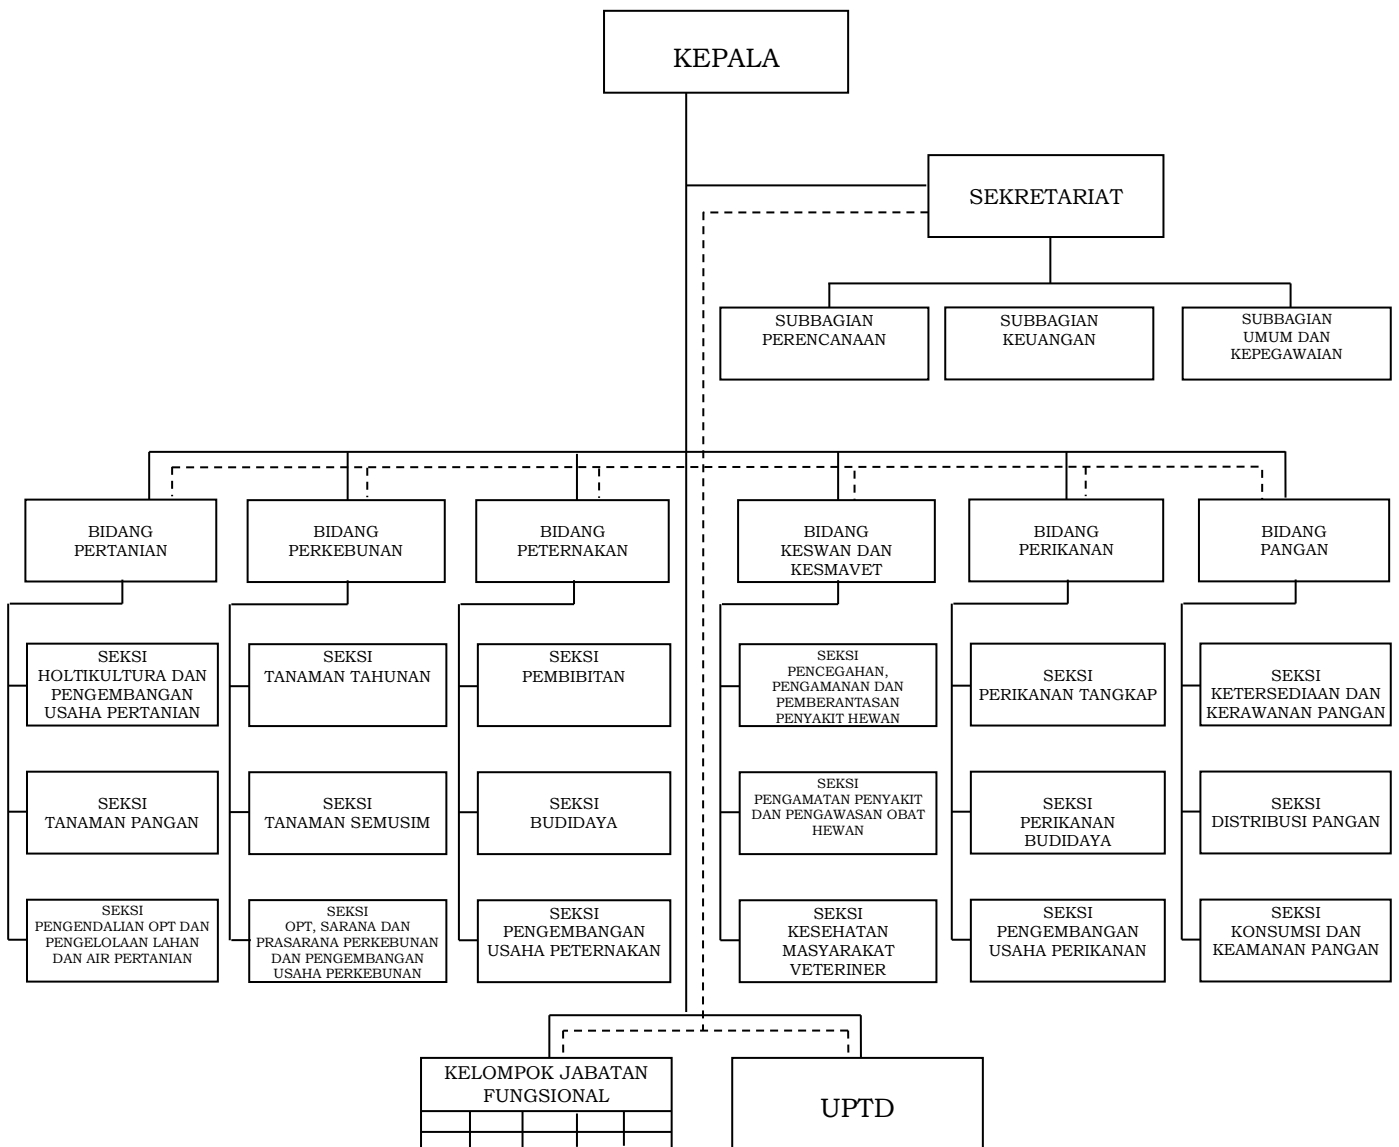 KEPALA
SEKRETARIAT
SUBBAGIAN
PERENCANAAN
SUBBAGIAN
KEUANGAN
SUBBAGIAN
UMUM DAN
KEPEGAWAIAN
BIDANG
PERTANIAN
BIDANG
PERKEBUNAN
BIDANG
PETERNAKAN
BIDANG
KESWAN DAN
KESMAVET
BIDANG
PERIKANAN
BIDANG
PANGAN
SEKSI
HOLTIKULTURA DAN
PENGEMBANGAN
USAHA PERTANIAN
SEKSI
TANAMAN TAHUNAN
SEKSI
PEMBIBITAN
SEKSI
PENCEGAHAN,
PENGAMANAN DAN
PEMBERANTASAN
PENYAKIT HEWAN
SEKSI
PERIKANAN TANGKAP
SEKSI
KETERSEDIAAN DAN
KERAWANAN PANGAN
SEKSI
TANAMAN PANGAN
SEKSI
TANAMAN SEMUSIM
SEKSI
BUDIDAYA
SEKSI
PENGAMATAN PENYAKIT
DAN PENGAWASAN OBAT
HEWAN
SEKSI
PERIKANAN
BUDIDAYA
SEKSI
DISTRIBUSI PANGAN
SEKSI
PENGENDALIAN OPT DAN
PENGELOLAAN LAHAN
DAN AIR PERTANIAN
SEKSI
OPT, SARANA DAN
PRASARANA PERKEBUNAN
DAN PENGEMBANGAN
USAHA PERKEBUNAN
SEKSI
PENGEMBANGAN
USAHA PETERNAKAN
SEKSI
KESEHATAN
MASYARAKAT
VETERINER
SEKSI
PENGEMBANGAN
USAHA PERIKANAN
SEKSI
KONSUMSI DAN
KEAMANAN PANGAN
KELOMPOK JABATAN
FUNGSIONAL
UPTD